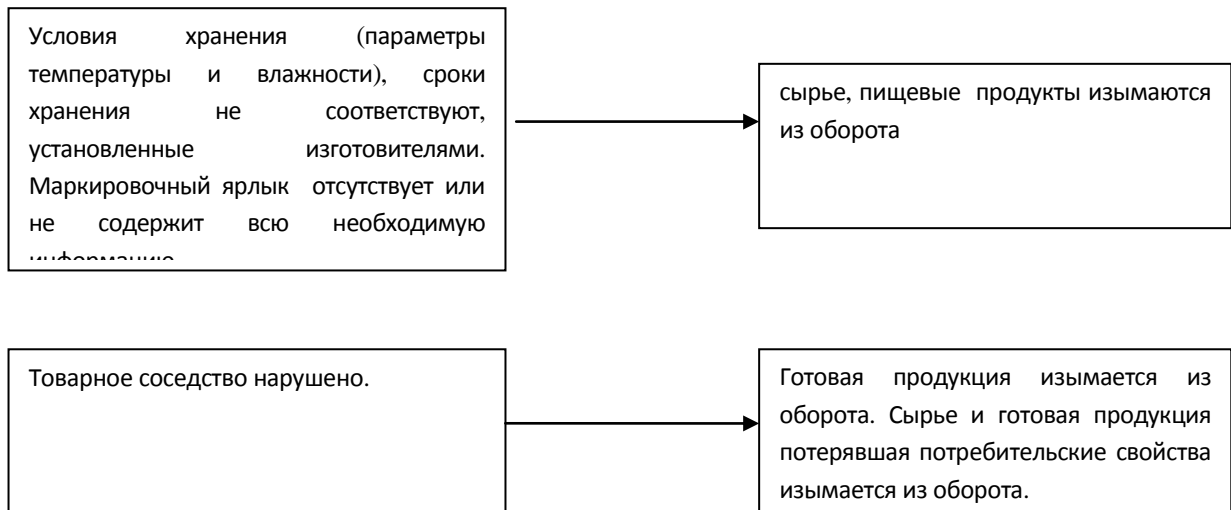 Условия хранения (параметры
температуры и влажности), сроки
хранения не соответствуют,
установленные изготовителями.
Маркировочный ярлык отсутствует или
не содержит всю необходимую
информацию
сырье, пищевые продукты изымаются
из оборота
Товарное соседство нарушено.
Готовая продукция изымается из
оборота. Сырье и готовая продукция
потерявшая потребительские свойства
изымается из оборота.